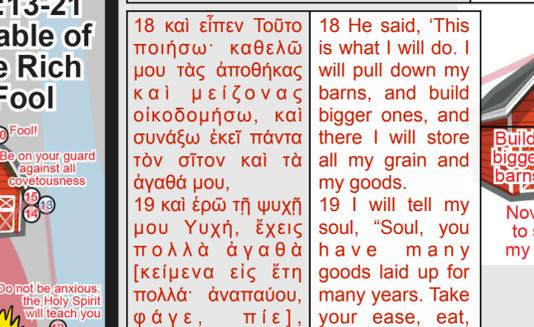 :13-21
able of
e Rich
Fool
Fool!
Be on your guard
against all
covetousness
15
13
14
Do not be anxious:
the Holy Spirit
will teach you
18 καὶ εἶπεν Τοῦτο
ποιήσω· καθελῶ
μου τὰς ἀποθήκας
καὶ μείζονας
οἰκοδομήσω, καὶ
συνάξω ἐκεῖ πάντα
τὸν σῖτον καὶ τὰ
ἀγαθά μου,
19 καὶ ἐρῶ τῇ ψυχῇ
μου Υυχή, ἔχεις
πολλὰ ἀγαθὰ
[κείμενα εἰς ἔτη
πολλά· ἀναπαύου,
φάγε, πίε],
18 He said, ‘This
is what I will do. I
will pull down my
barns, and build
bigger ones, and
there I will store
all my grain and
my goods.
19 I will tell my
soul, “Soul, you
have many
goods laid up for
many years. Take
your ease, eat,
Build
bigge
barns
Nov
to s
my